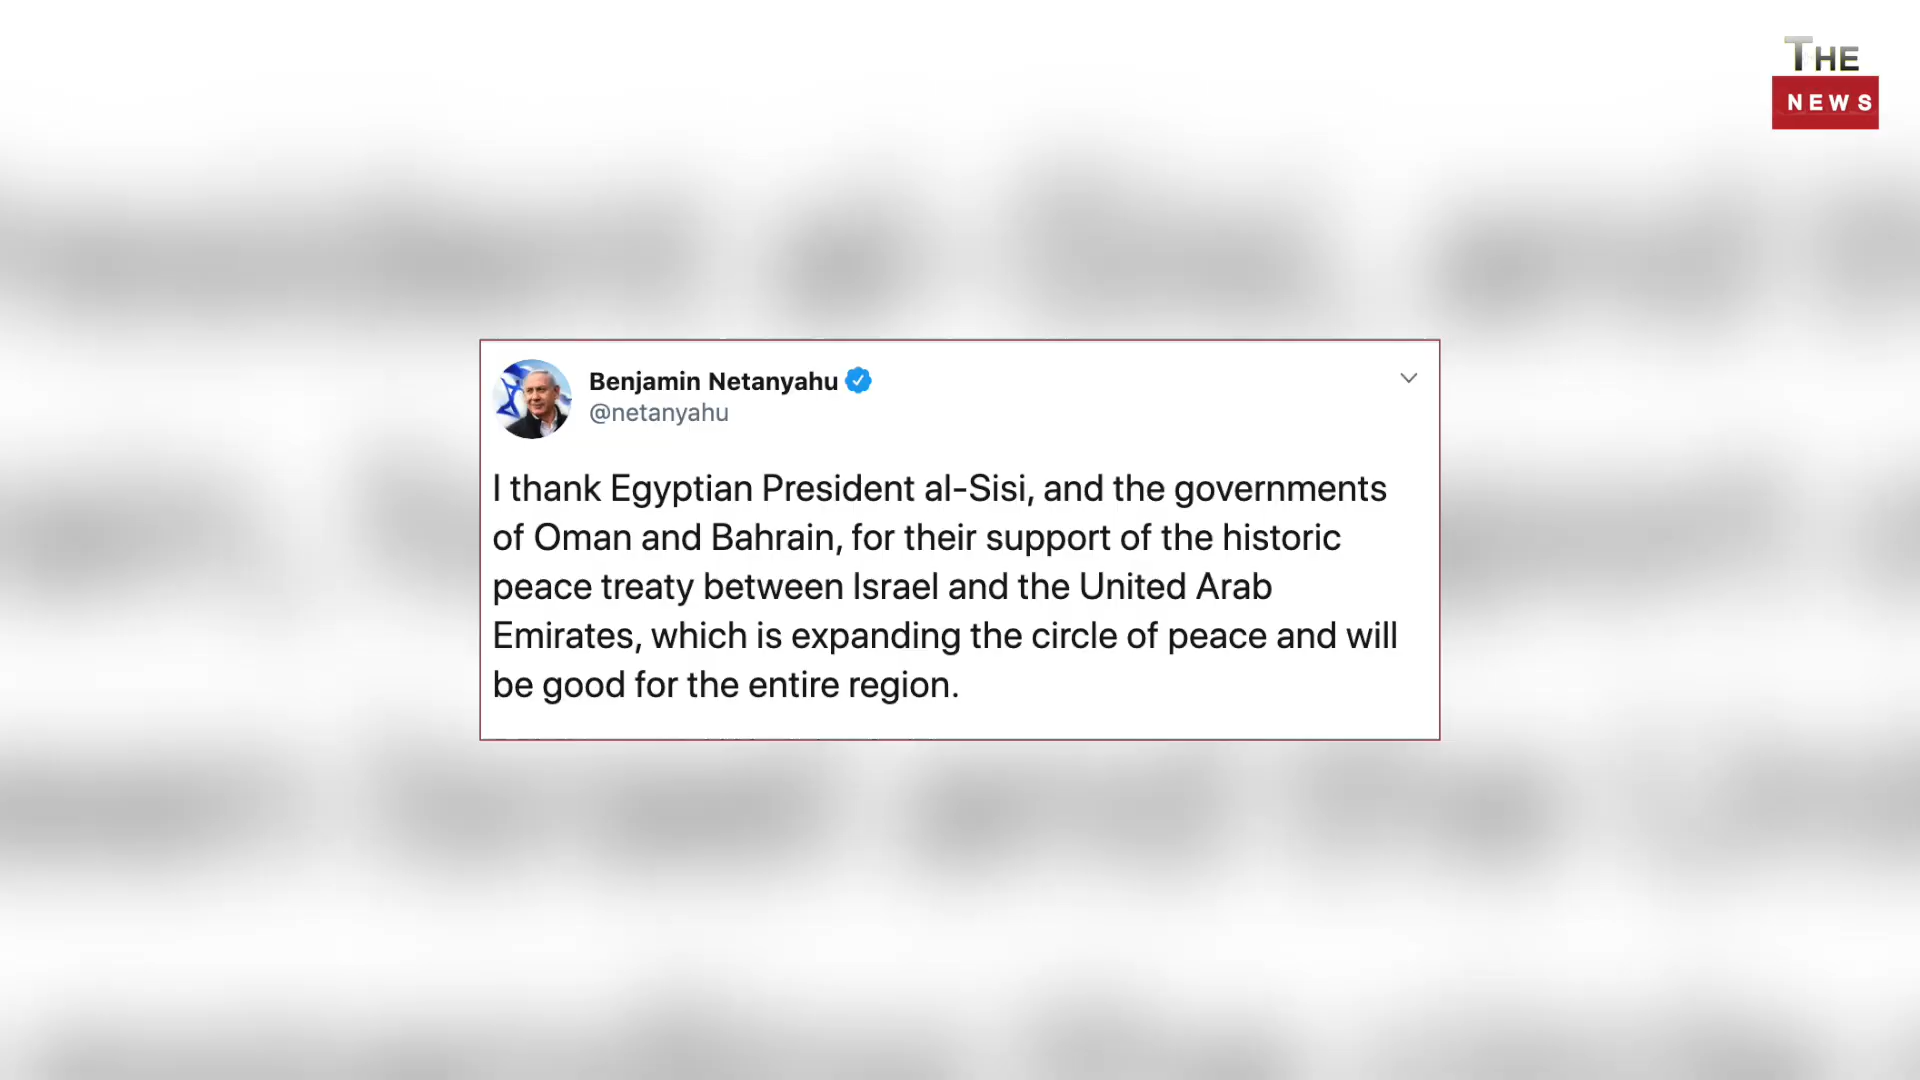 THE
NEWS
Benjamin Netanyahu
@netanyahu
I thank Egyptian President al-Sisi, and the governments
of Oman and Bahrain, for their support of the historic
peace treaty between Israel and the United Arab
Emirates, which is expanding the circle of peace and will
be good for the entire region.